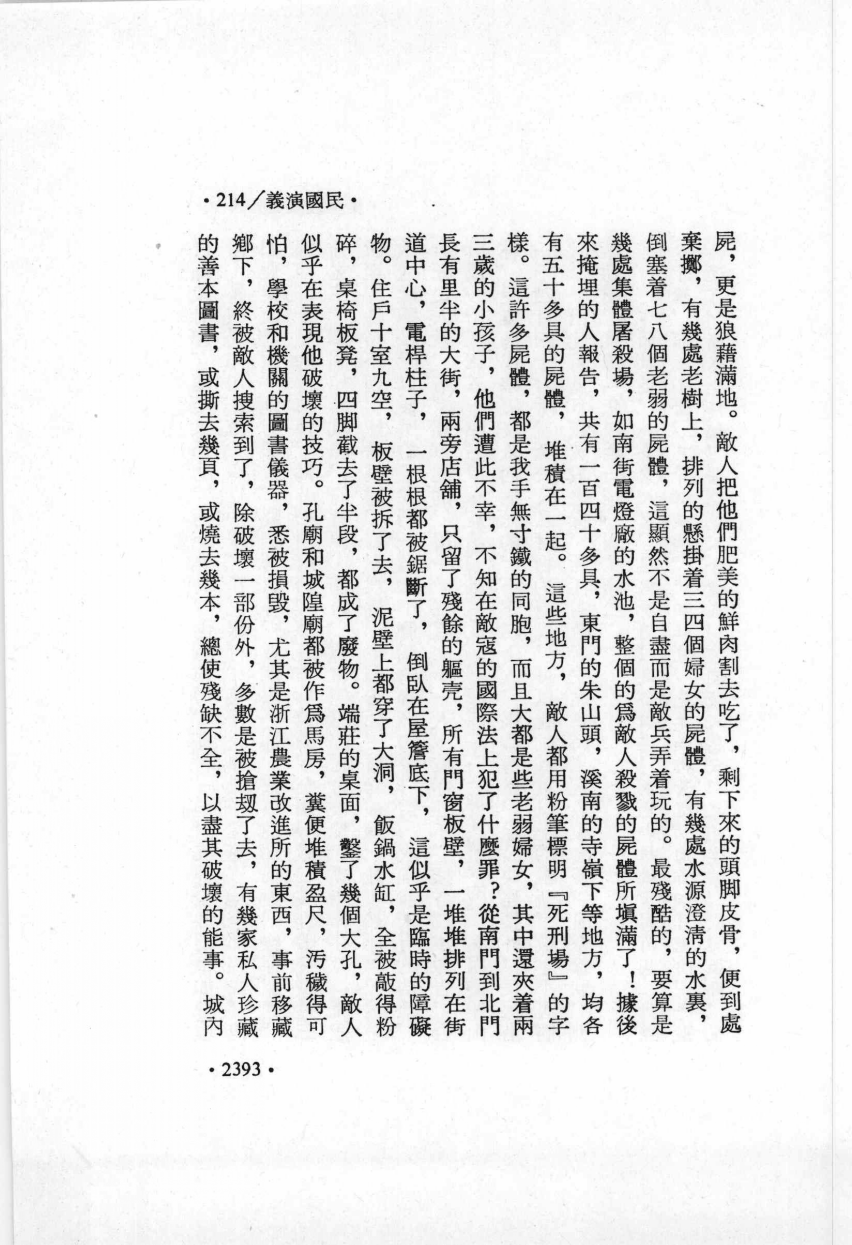 •214／義演國民•
屍，更是狼藉滿地。敵人把他們肥美的鮮肉割去吃了，剩下來的頭脚皮骨，便到處
棄擲，有幾處老樹上，排列的懸掛着三四個婦女的屍體，有幾處水源澄清的水裏，
倒塞着七八個老弱的屍體，這顯然不是自盡而是敵兵弄着玩的。最殘酷的，要算是
幾處集體屠殺場，如南街電燈廠的水池，整個的爲敵人殺戮的屍體所塡滿了！據後
來掩埋的人報告，共有一百四十多具，東門的朱山頭，溪南的寺嶺下等地方，均各
有五十多具的屍體，堆積在一起。這些地方，敵人都用粉筆標明『死刑場』的字
樣。這許多屍體，都是我手無寸鐵的同胞，而且大都是些老弱婦女，其中還夾着兩
三歲的小孩子，他們遭此不幸，不知在敵寇的國際法上犯了什麼罪？從南門到北門
長有里半的大街，兩旁店舖，只留了殘餘的軀壳，所有門窗板壁，一堆堆排列在街
道中心，電桿柱子，一根根都被鋸斷了，倒臥在屋簷底下，這似乎是臨時的障礙
物。住戶十室九空，板壁被拆了去，泥壁上都穿了大洞，飯鍋水缸，全被敲得粉
碎，桌椅板凳，四脚截去了半段，都成了廢物。端莊的桌面，鑿了幾個大孔，敵人
似乎在表現他破壞的技巧。孔廟和城隍廟都被作爲馬房，糞便堆積盈尺，汚穢得可
怕，學校和機關的圖書儀器，悉被損毀，尤其是浙江農業改進所的東西，事前移藏
鄉下，終被敵人搜索到了，除破壞一部份外，多數是被搶刼了去，有幾家私人珍藏
的善本圖書，或撕去幾頁，或燒去幾本，總使殘缺不全，以盡其破壞的能事。城內
•2393•